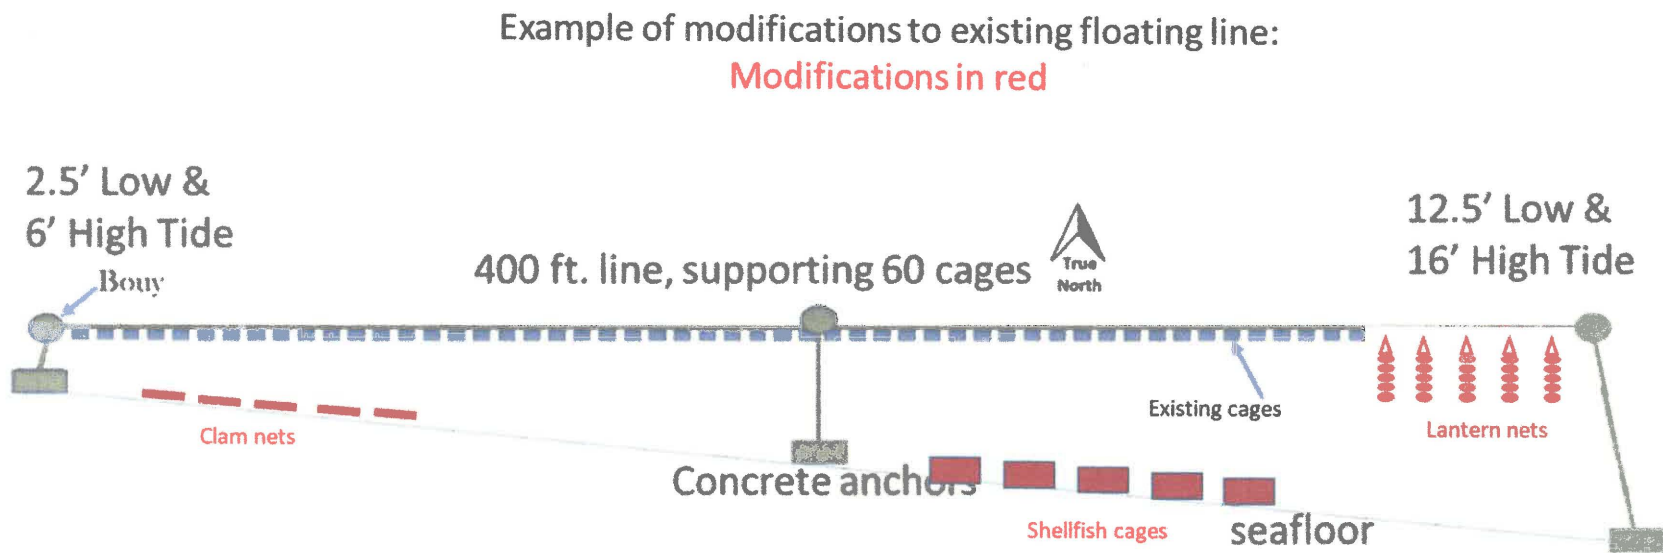 Example of modifications to existing floating line:
Modifications in red
2.5' Low &
6' High Tide
Bouy
400 ft. line, supporting 60 cages
True
North
12.5' Low &
16' High Tide
Existing cages
Clam nets
Lantern nets
Concrete anchors
Shellfish cages
seafloor